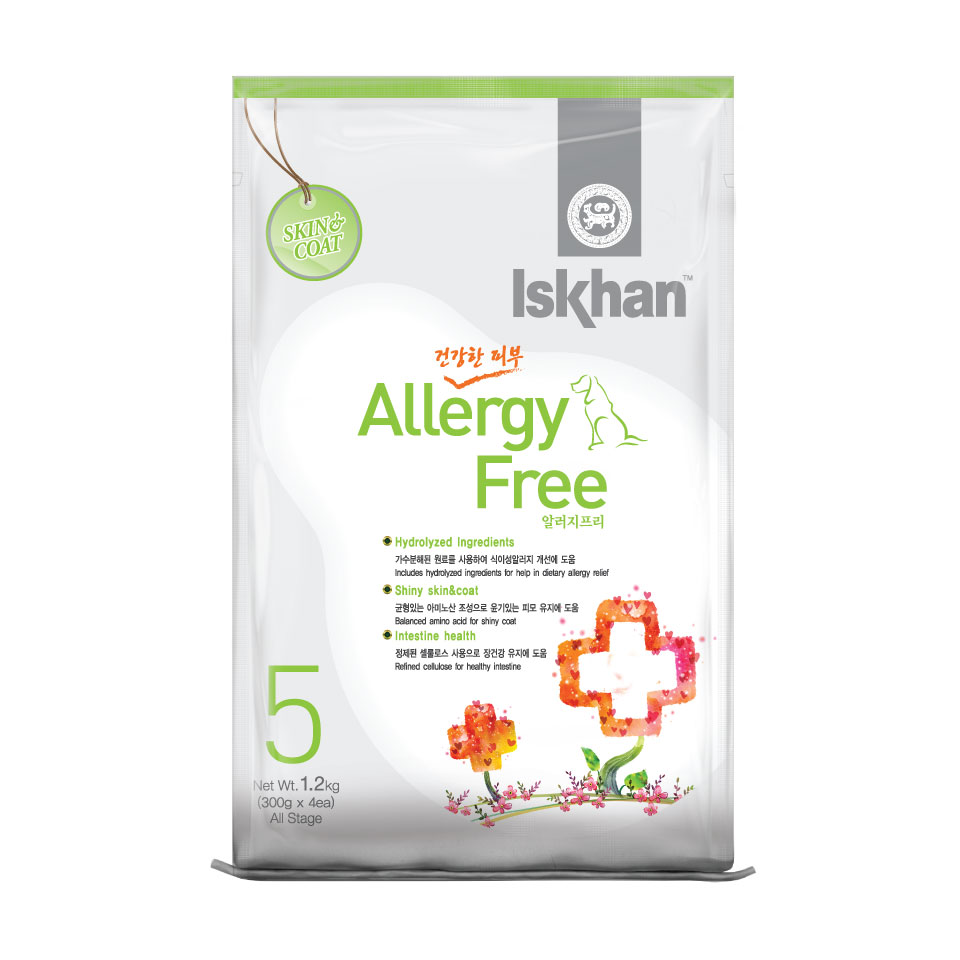 SKIN&
COAT
Iskhan™
건강한 피부
Allergy
Free
알러지프리
Hydrolyzed Ingredients
가수분해된 원료를 사용하여 식이성알러지 개선에 도움
Includes hydrolyzed ingredients for help in dietary allergy relief
Shiny skin&coat
균형있는 아미노산 조성으로 윤기있는 피모 유지에 도움
Balanced amino acid for shiny coat
Intestine health
정제된 셀룰로스 사용으로 장건강 유지에 도움
Refined cellulose for healthy intestine
5
Net Wt. 1.2kg
(300g x 4ea)
All Stage